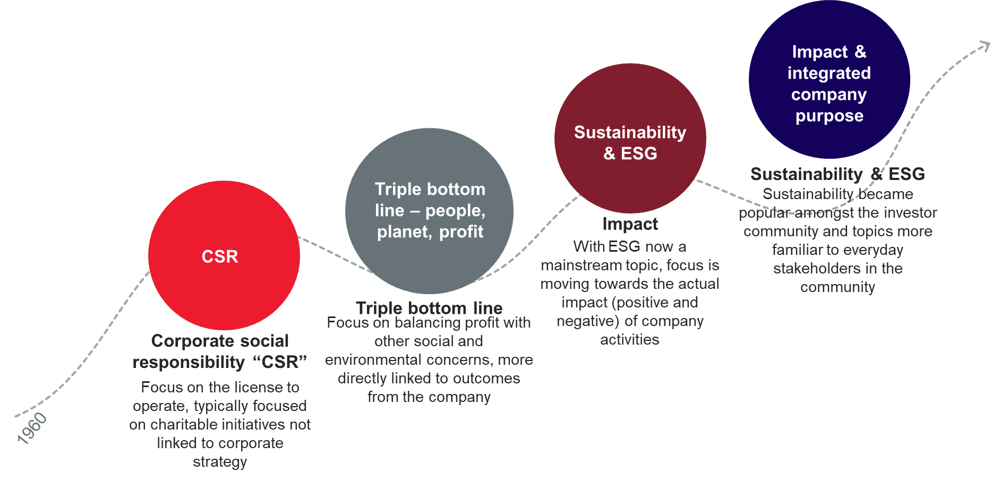 1960
CSR
Corporate social
responsibility “CSR”
Focus on the license to
operate, typically focused
on charitable initiatives not
linked to corporate
strategy
Triple bottom
line – people,
planet, profit
Triple bottom line
Focus on balancing profit with
other social and
environmental concerns, more
directly linked to outcomes
from the company
Sustainability
& ESG
Impact
With ESG now a
mainstream topic, focus is
moving towards the actual
impact (positive and
negative) of company
activities
Impact &
integrated
company
purpose
Sustainability & ESG
Sustainability became
popular amongst the investor
community and topics more
familiar to everyday
stakeholders in the
community